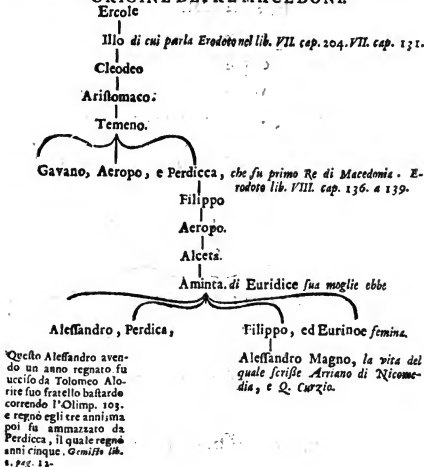 ORIGINE DE' RE MACEDONI
Ercole
Illo di cui parla Erodoto nel lib. VII. cap. 204. VII. cap. 131.
Cleodeo
Aristomaco.
Temeno.
Gavano, Aeropo, e Perdicca, che fu primo Re di Macedonia. E-
rodoto lib. VIII. cap. 136. a 139.
Filippo
Aeropo.
Alceta.
Aminta. di Euridice sua moglie ebbe
Alessandro, Perdica, Filippo, ed Eurinoe femina.
Alessandro Magno, la vita del
quale scrisse Arriano di Nicome-
dia, e Q. Curzio.
Questo Alessandro aven-
do un anno regnato fu
ucciso da Tolomeo Alo-
rite suo fratello bastardo
correndo l'Olimp. 103.
e regnò egli tre anni; ma
poi fu ammazzato da
Perdicca, il quale regnò
anni cinque. Gemisto lib.
pag. 12.